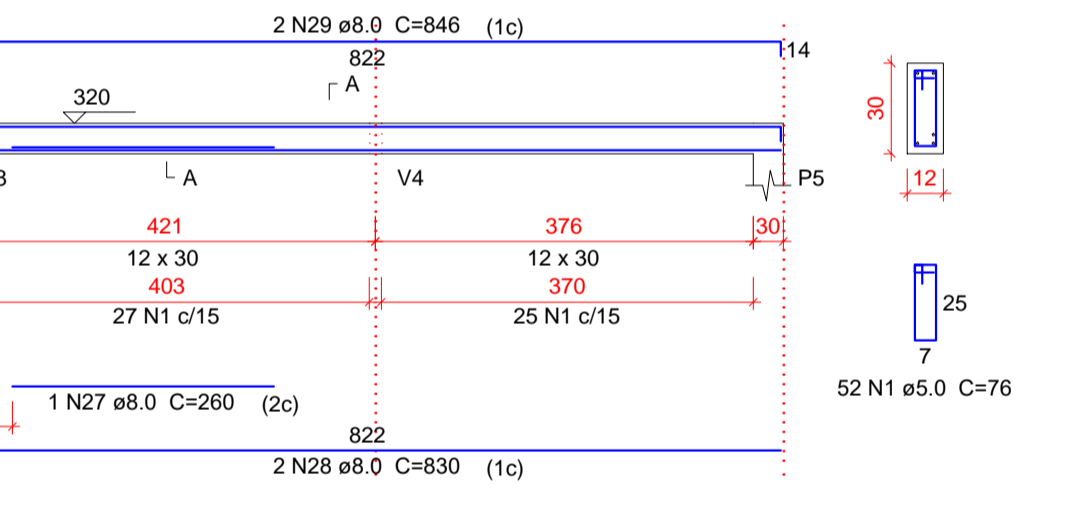 2 N29 ø8.0 C=846 (1c)
822
14
A
320
30
A
V4
P5
12
421
376
30
12 x 30
12 x 30
403
370
27 N1 c/15
25 N1 c/15
25
7
52 N1 ø5.0 C=76
1 N27 ø8.0 C=260 (2c)
822
2 N28 ø8.0 C=830 (1c)